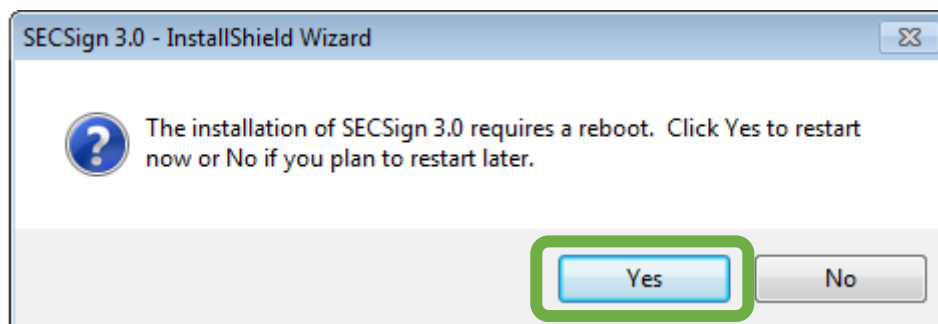 SECSign 3.0 - InstallShield Wizard
The installation of SECSign 3.0 requires a reboot.  Click Yes to restart
now or No if you plan to restart later.
Yes
No